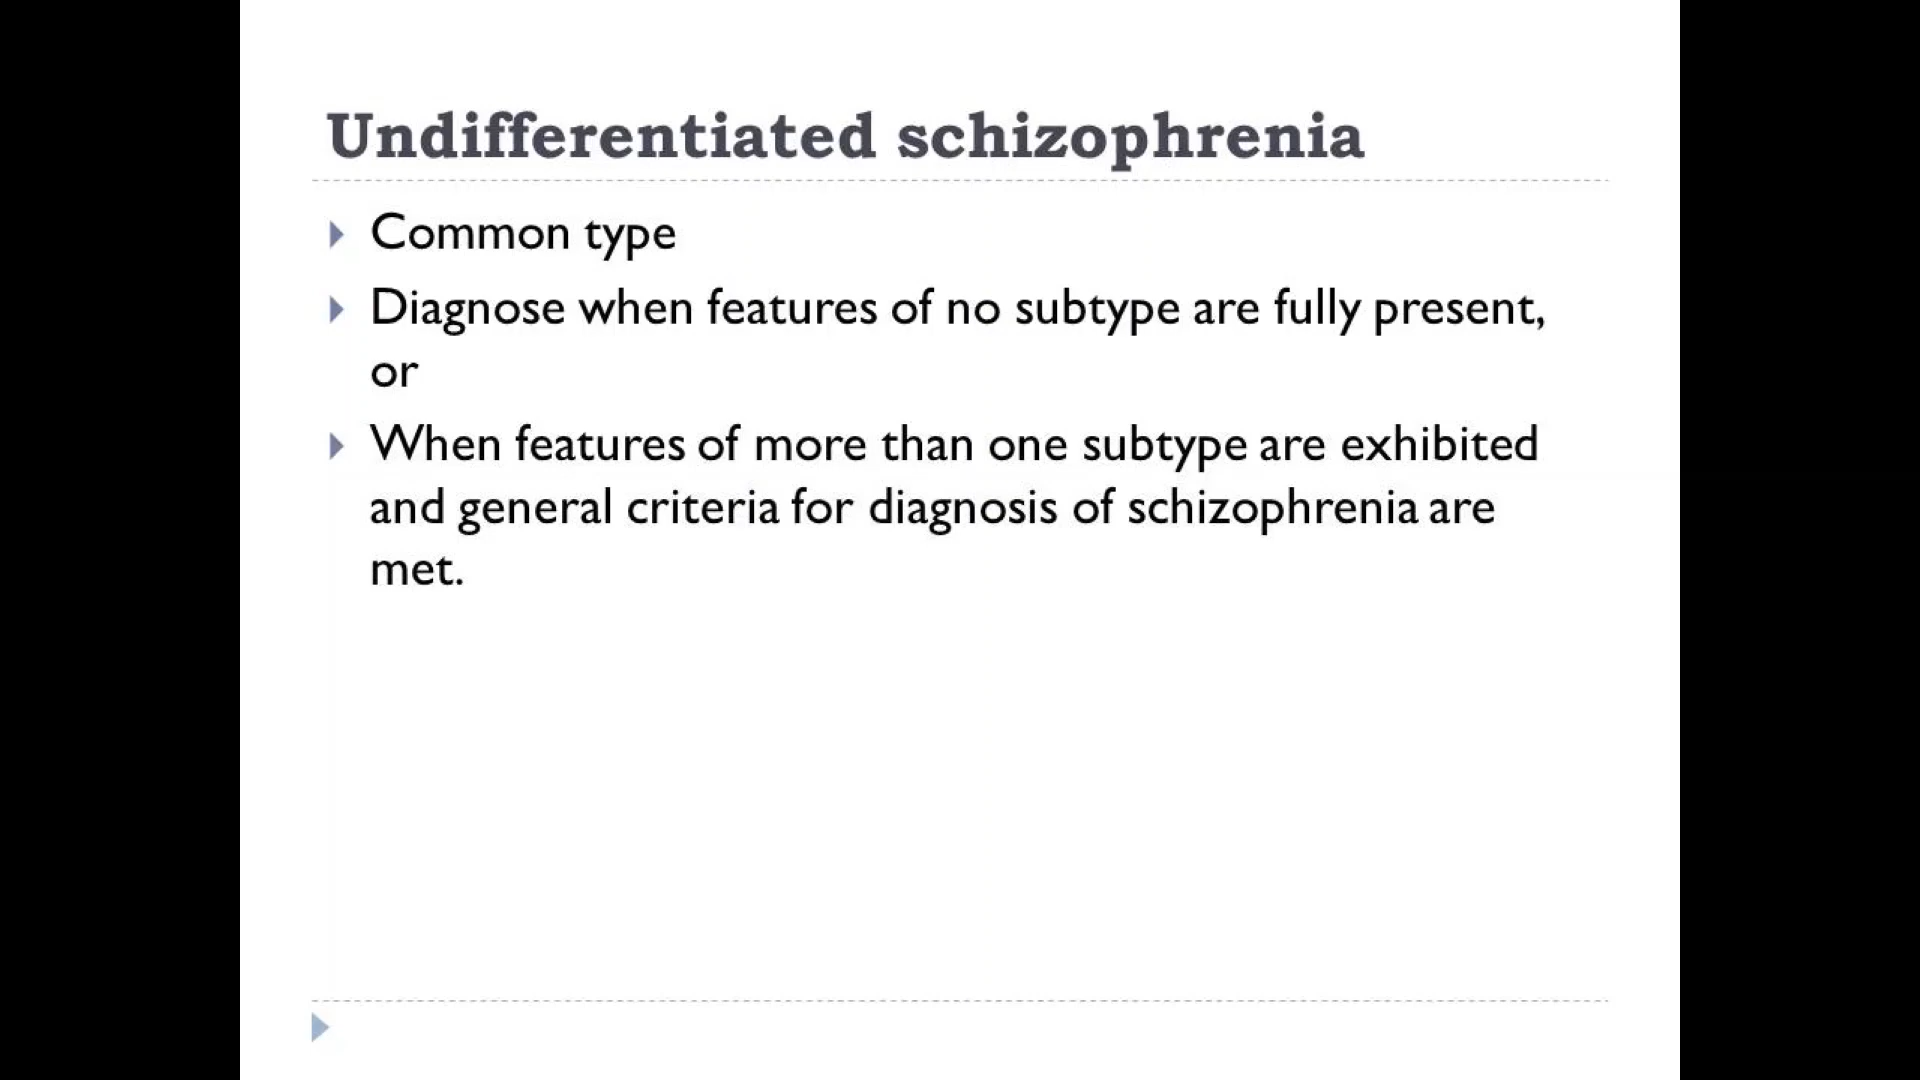 Undifferentiated schizophrenia
Common type
Diagnose when features of no subtype are fully present,
or
When features of more than one subtype are exhibited
and general criteria for diagnosis of schizophrenia are
met.